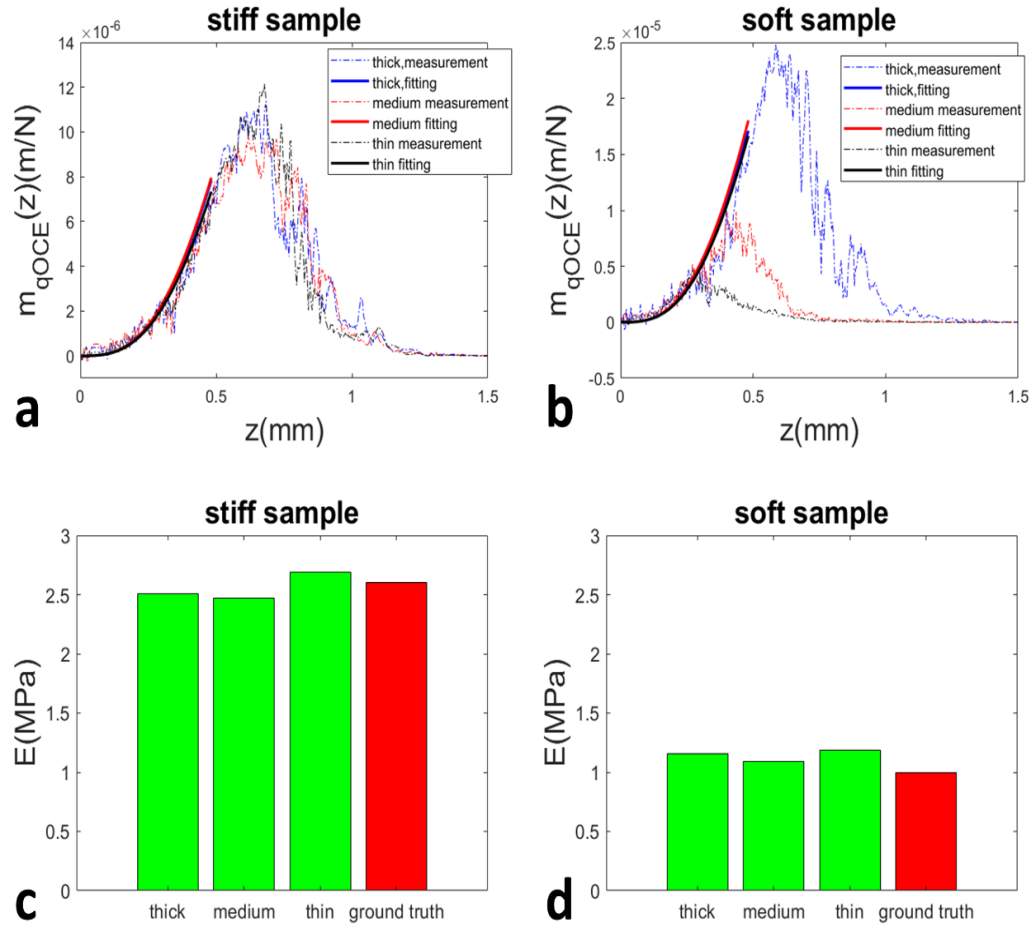 stiff sample
×10⁻⁶
14
12
10
8
6
4
2
0
m_qOCE(z)(m/N)
thick,measurement
thick,fitting
medium measurement
medium fitting
thin measurement
thin fitting
0
0.5
1
1.5
z(mm)
a
soft sample
×10⁻⁵
2.5
2
1.5
1
0.5
0
-0.5
m_qOCE(z)(m/N)
thick,measurement
thick,fitting
medium measurement
medium fitting
thin measurement
thin fitting
0
0.5
1
1.5
z(mm)
b
stiff sample
3
2.5
2
1.5
1
0.5
0
E(MPa)
thick
medium
thin
ground truth
c
soft sample
3
2.5
2
1.5
1
0.5
0
E(MPa)
thick
medium
thin
ground truth
d